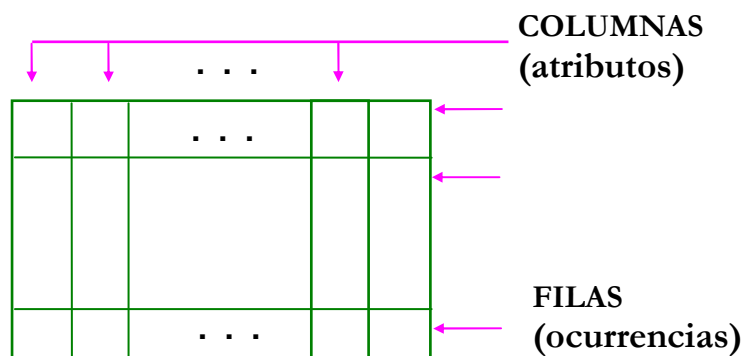 COLUMNAS
(atributos)
. . .
. . .
FILAS
(ocurrencias)
. . .